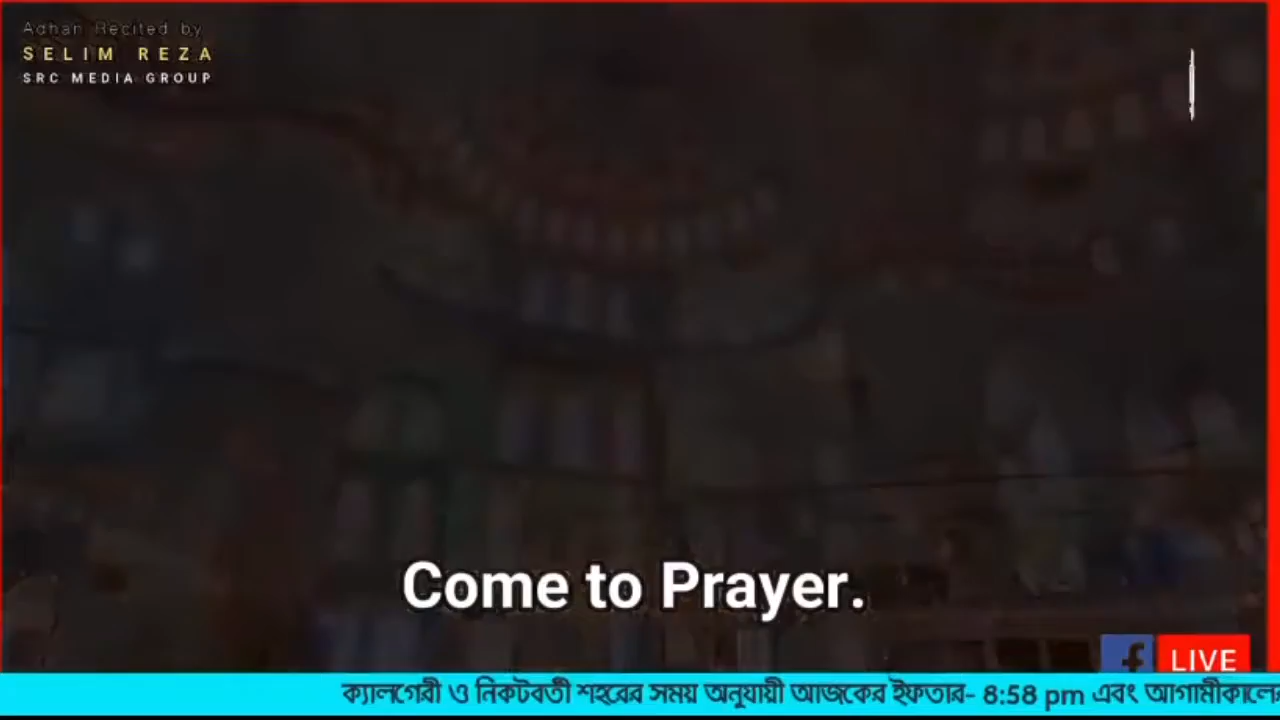 Adhan Recited by
SELIM REZA
SRC MEDIA GROUP
Come to Prayer.
f LIVE
ক্যালগেরী ও নিকটবর্তী শহরের সময় অনুযায়ী আজকের ইফতার- 8:58 pm এবং আগামীকালের